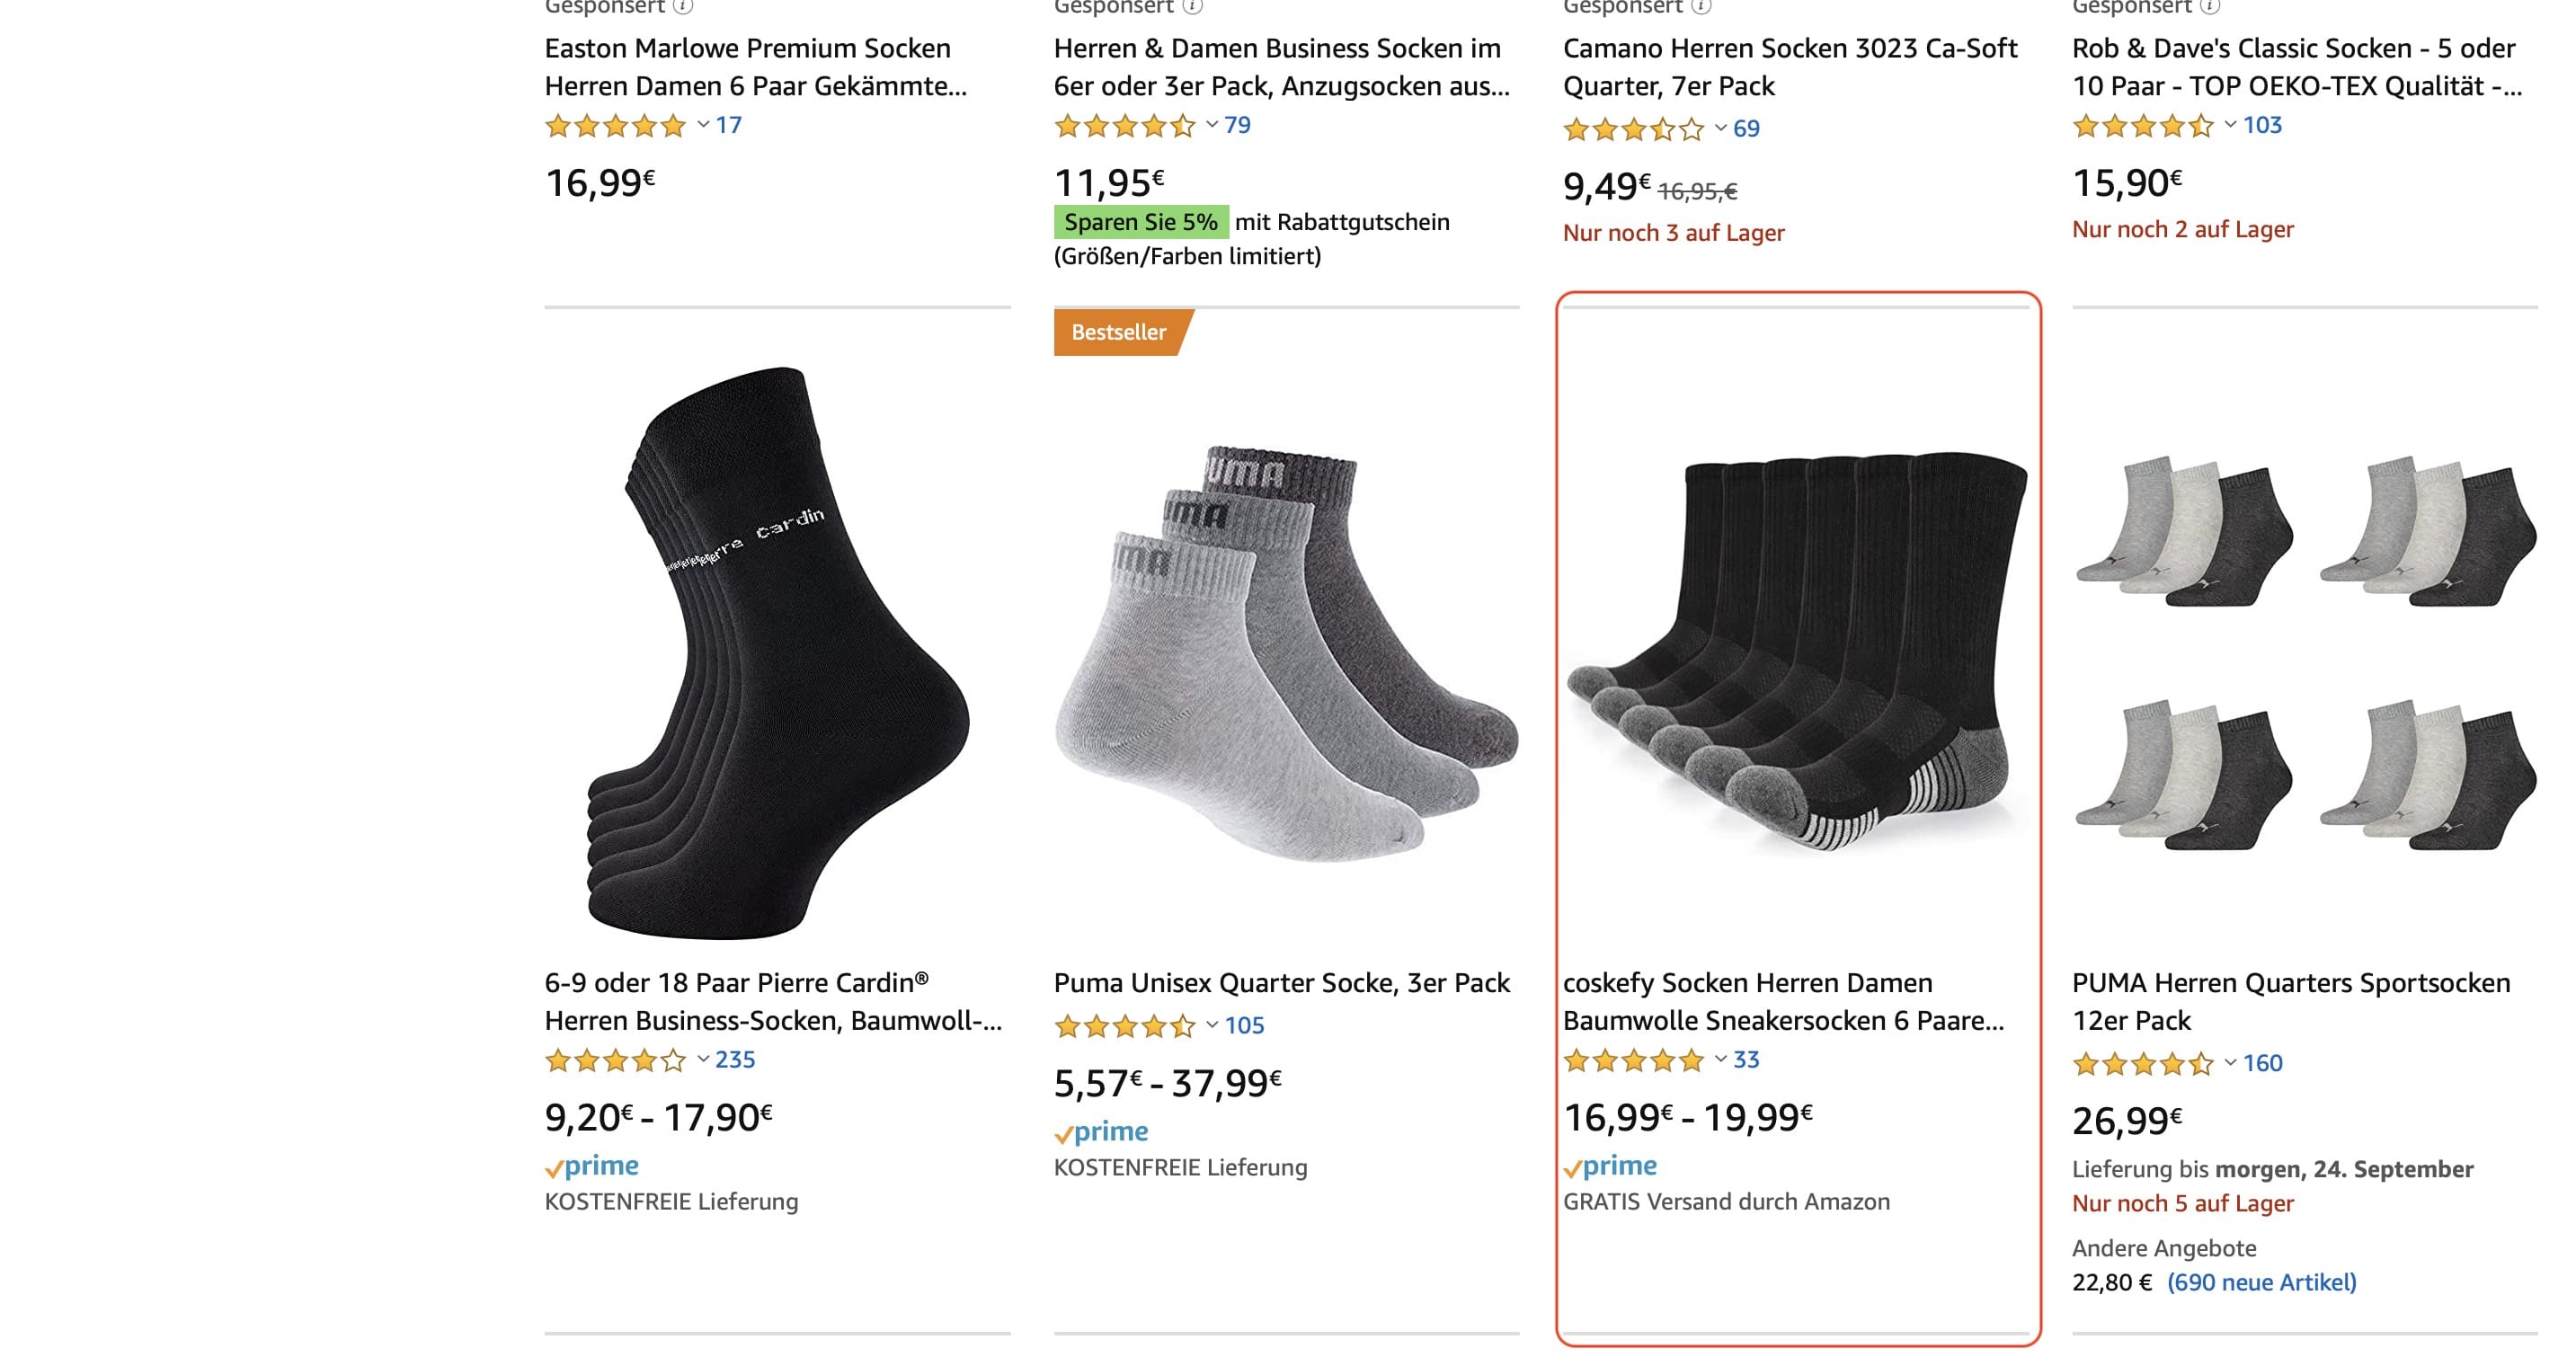 Gesponsert
Easton Marlowe Premium Socken
Herren Damen 6 Paar Gekämmte...
17
16,99€
Gesponsert
Herren & Damen Business Socken im
6er oder 3er Pack, Anzugsocken aus...
79
11,95€
Sparen Sie 5% mit Rabattgutschein
(Größen/Farben limitiert)
Gesponsert
Camano Herren Socken 3023 Ca-Soft
Quarter, 7er Pack
69
9,49€ 16,95,€
Nur noch 3 auf Lager
Gesponsert
Rob & Dave's Classic Socken - 5 oder
10 Paar - TOP OEKO-TEX Qualität -...
103
15,90€
Nur noch 2 auf Lager
cardin
6-9 oder 18 Paar Pierre Cardin®
Herren Business-Socken, Baumwoll-...
235
9,20€ - 17,90€
prime
KOSTENFREIE Lieferung
Bestseller
UMA
MA
MA
Puma Unisex Quarter Socke, 3er Pack
105
5,57€ - 37,99€
prime
KOSTENFREIE Lieferung
coskefy Socken Herren Damen
Baumwolle Sneakersocken 6 Paare...
33
16,99€ - 19,99€
prime
GRATIS Versand durch Amazon
PUMA Herren Quarters Sportsocken
12er Pack
160
26,99€
Lieferung bis morgen, 24. September
Nur noch 5 auf Lager
Andere Angebote
22,80 € (690 neue Artikel)